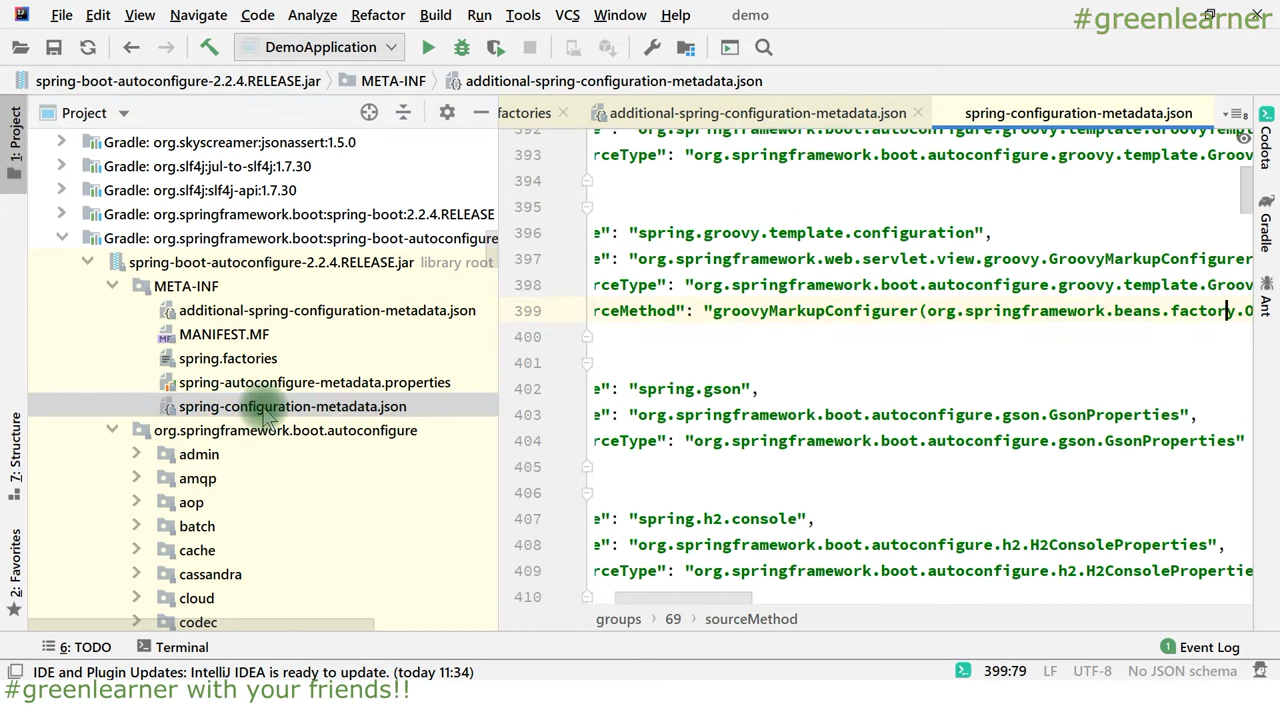 File Edit View Navigate Code Analyze Refactor Build Run Tools VCS Window Help demo
#greenlearner
DemoApplication
spring-boot-autoconfigure-2.2.4.RELEASE.jar META-INF additional-spring-configuration-metadata.json
Project
factories additional-spring-configuration-metadata.json spring-configuration-metadata.json
8
1: Project
7: Structure
2: Favorites
Gradle: org.skyscreamer:jsonassert:1.5.0
Gradle: org.slf4j:jul-to-slf4j:1.7.30
Gradle: org.slf4j:slf4j-api:1.7.30
Gradle: org.springframework.boot:spring-boot:2.2.4.RELEASE
Gradle: org.springframework.boot:spring-boot-autoconfigure
spring-boot-autoconfigure-2.2.4.RELEASE.jar library root
META-INF
additional-spring-configuration-metadata.json
MANIFEST.MF
spring.factories
spring-autoconfigure-metadata.properties
spring-configuration-metadata.json
org.springframework.boot.autoconfigure
admin
amqp
aop
batch
cache
cassandra
cloud
codec
392 e": "org.springframework.boot.autoconfigure.groovy.template.GroovyTempl
393 rceType": "org.springframework.boot.autoconfigure.groovy.template.Groov
394
395
396 e": "spring.groovy.template.configuration",
397 "org.springframework.web.servlet.view.groovy.GroovyMarkupConfigurer
398 rceType": "org.springframework.boot.autoconfigure.groovy.template.Groov
399 rceMethod": "groovyMarkupConfigurer(org.springframework.beans.factory.O
400
401
402 e": "spring.gson",
403 "org.springframework.boot.autoconfigure.gson.GsonProperties",
404 rceType": "org.springframework.boot.autoconfigure.gson.GsonProperties"
405
406
407 e": "spring.h2.console",
408 e": "org.springframework.boot.autoconfigure.h2.H2ConsoleProperties",
409 rceType": "org.springframework.boot.autoconfigure.h2.H2ConsolePropertie
410
groups 69 sourceMethod
Codota
Gradle
Ant
6: TODO Terminal 1 Event Log
IDE and Plugin Updates: IntelliJ IDEA is ready to update. (today 11:34) 399:79 LF UTF-8 No JSON schema
#greenlearner with your friends!!